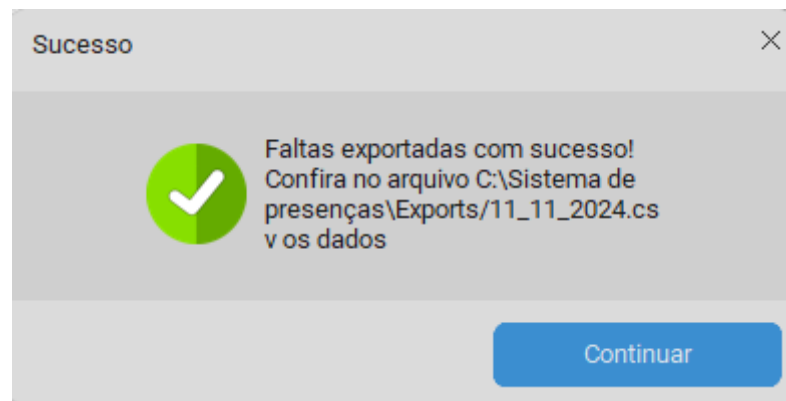 Sucesso
Faltas exportadas com sucesso!
Confira no arquivo C:\Sistema de
presenças\Exports/11_11_2024.cs
v os dados
Continuar